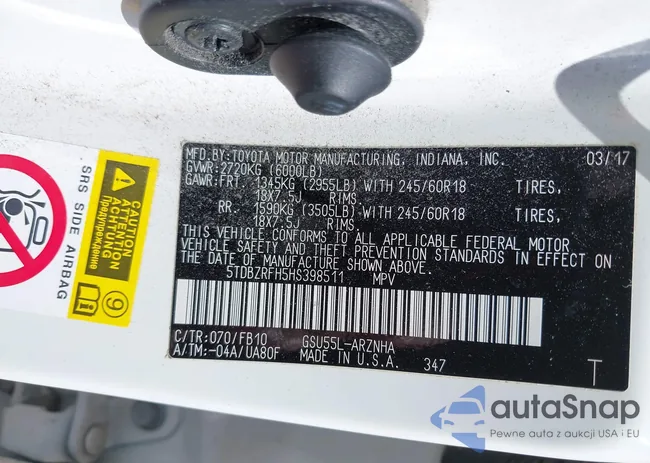 MFD.BY:TOYOTA MOTOR MANUFACTURING, INDIANA, INC. 03/17
GVWR:2720KG (6000LB)
GAWR:FRT 1345KG (2955LB) WITH 245/60R18 TIRES,
18X7.5J RIMS,
RR. 1590KG (3505LB) WITH 245/60R18 TIRES,
18X7.5J RIMS.
THIS VEHICLE CONFORMS TO ALL APPLICABLE FEDERAL MOTOR
VEHICLE SAFETY AND THEFT PREVENTION STANDARDS IN EFFECT ON
THE DATE OF MANUFACTURE SHOWN ABOVE.
5TDBZRFH5HS398511 MPV
C/TR:070/FB10 GSU55L-ARZNHA
A/TM:-04A/UA80F MADE IN U.S.A. 347
T
SRS SIDE AIRBAG
CAUTION
ATTENTION
ACHTUNG
Предупреждение
9
autaSnap
Pewne auta z aukcji USA i EU